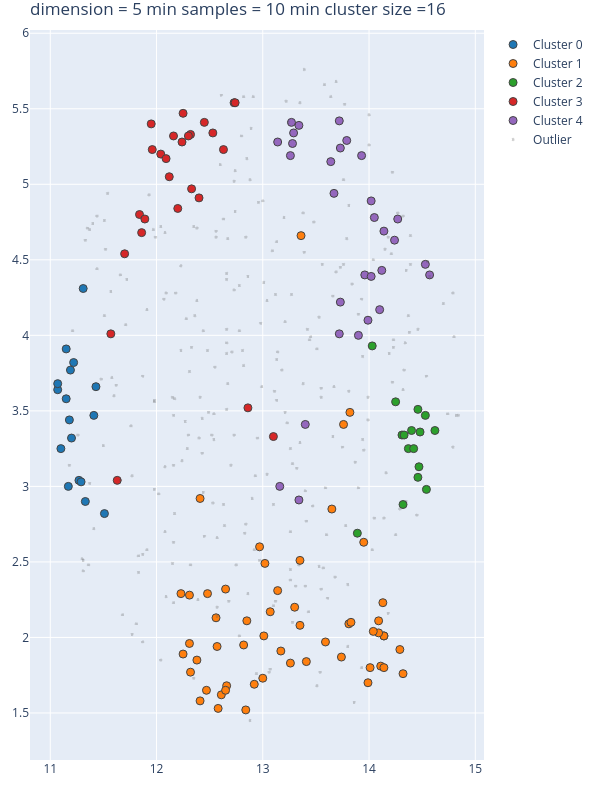 dimension = 5 min samples = 10 min cluster size =16
6
5.5
5
4.5
4
3.5
3
2.5
2
1.5
11 12 13 14 15
Cluster 0
Cluster 1
Cluster 2
Cluster 3
Cluster 4
Outlier